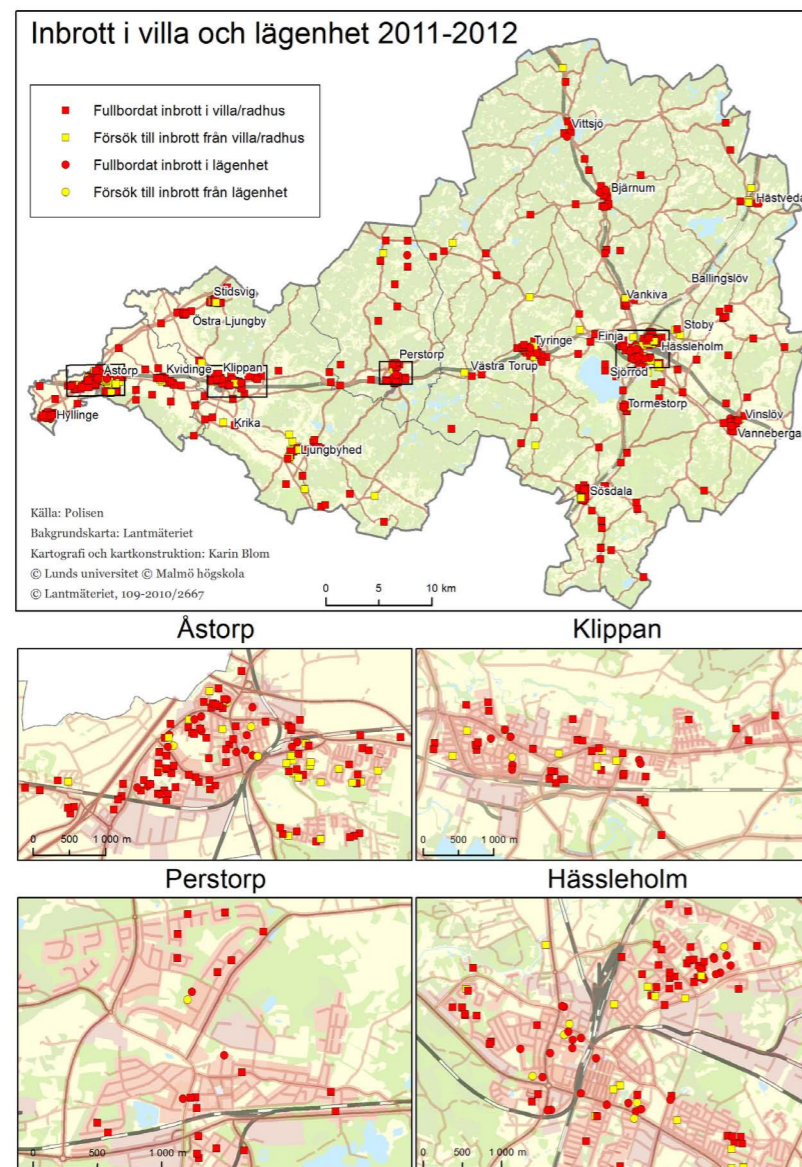 Inbrott i villa och lägenhet 2011-2012
Fullbordat inbrott i villa/radhus
Försök till inbrott från villa/radhus
Fullbordat inbrott i lägenhet
Försök till inbrott från lägenhet
Vittsjö
Bjärnum
Hästveda
Ballingslöv
Stidsvig
Vankiva
Östra Ljungby
Stoby
Finja
Tyringe
Hässleholm
Perstorp
Åstorp
Kvidinge
Klippan
Västra Torup
Sjörröd
Tormestorp
Hyllinge
Krika
Vinslöv
Vanneberga
Ljungbyhed
Sösdala
Källa: Polisen
Bakgrundskarta: Lantmäteriet
Kartografi och kartkonstruktion: Karin Blom
© Lunds universitet © Malmö högskola
© Lantmäteriet, 109-2010/2667
0 5 10 km
Åstorp
Klippan
0 500 1 000 m
0 500 1 000 m
Perstorp
Hässleholm
0 500 1 000 m
0 500 1 000 m